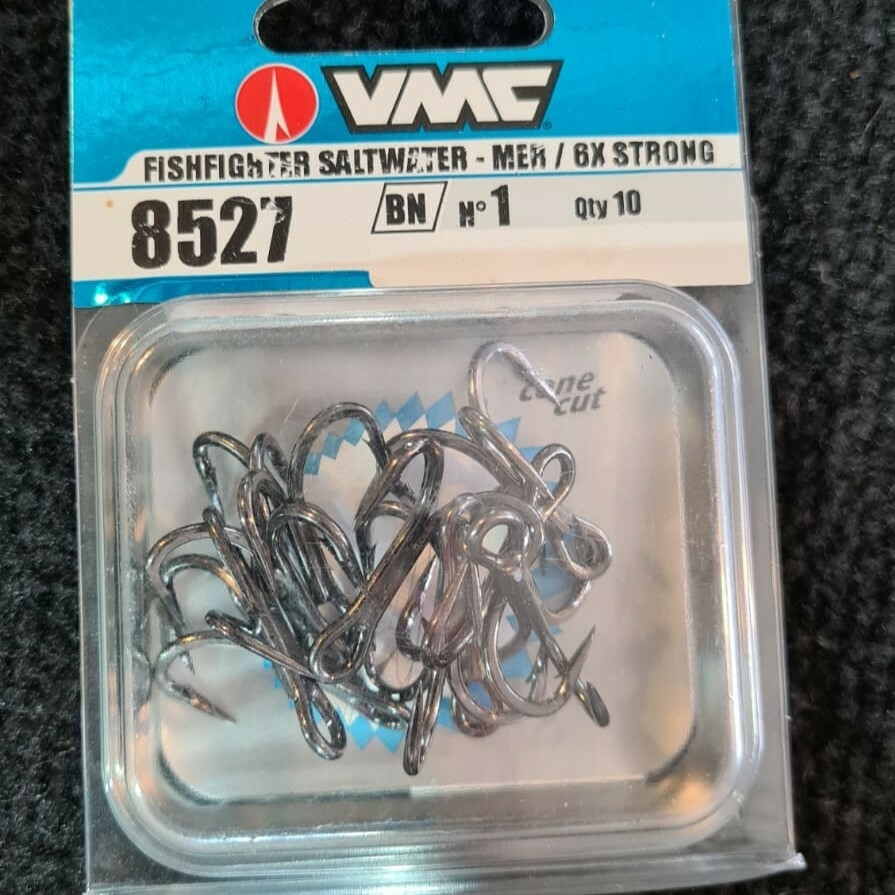 VMC
FISHFIGHTER SALTWATER - MER / 6X STRONG
8527 BN N° 1 Qty 10
cone
cut